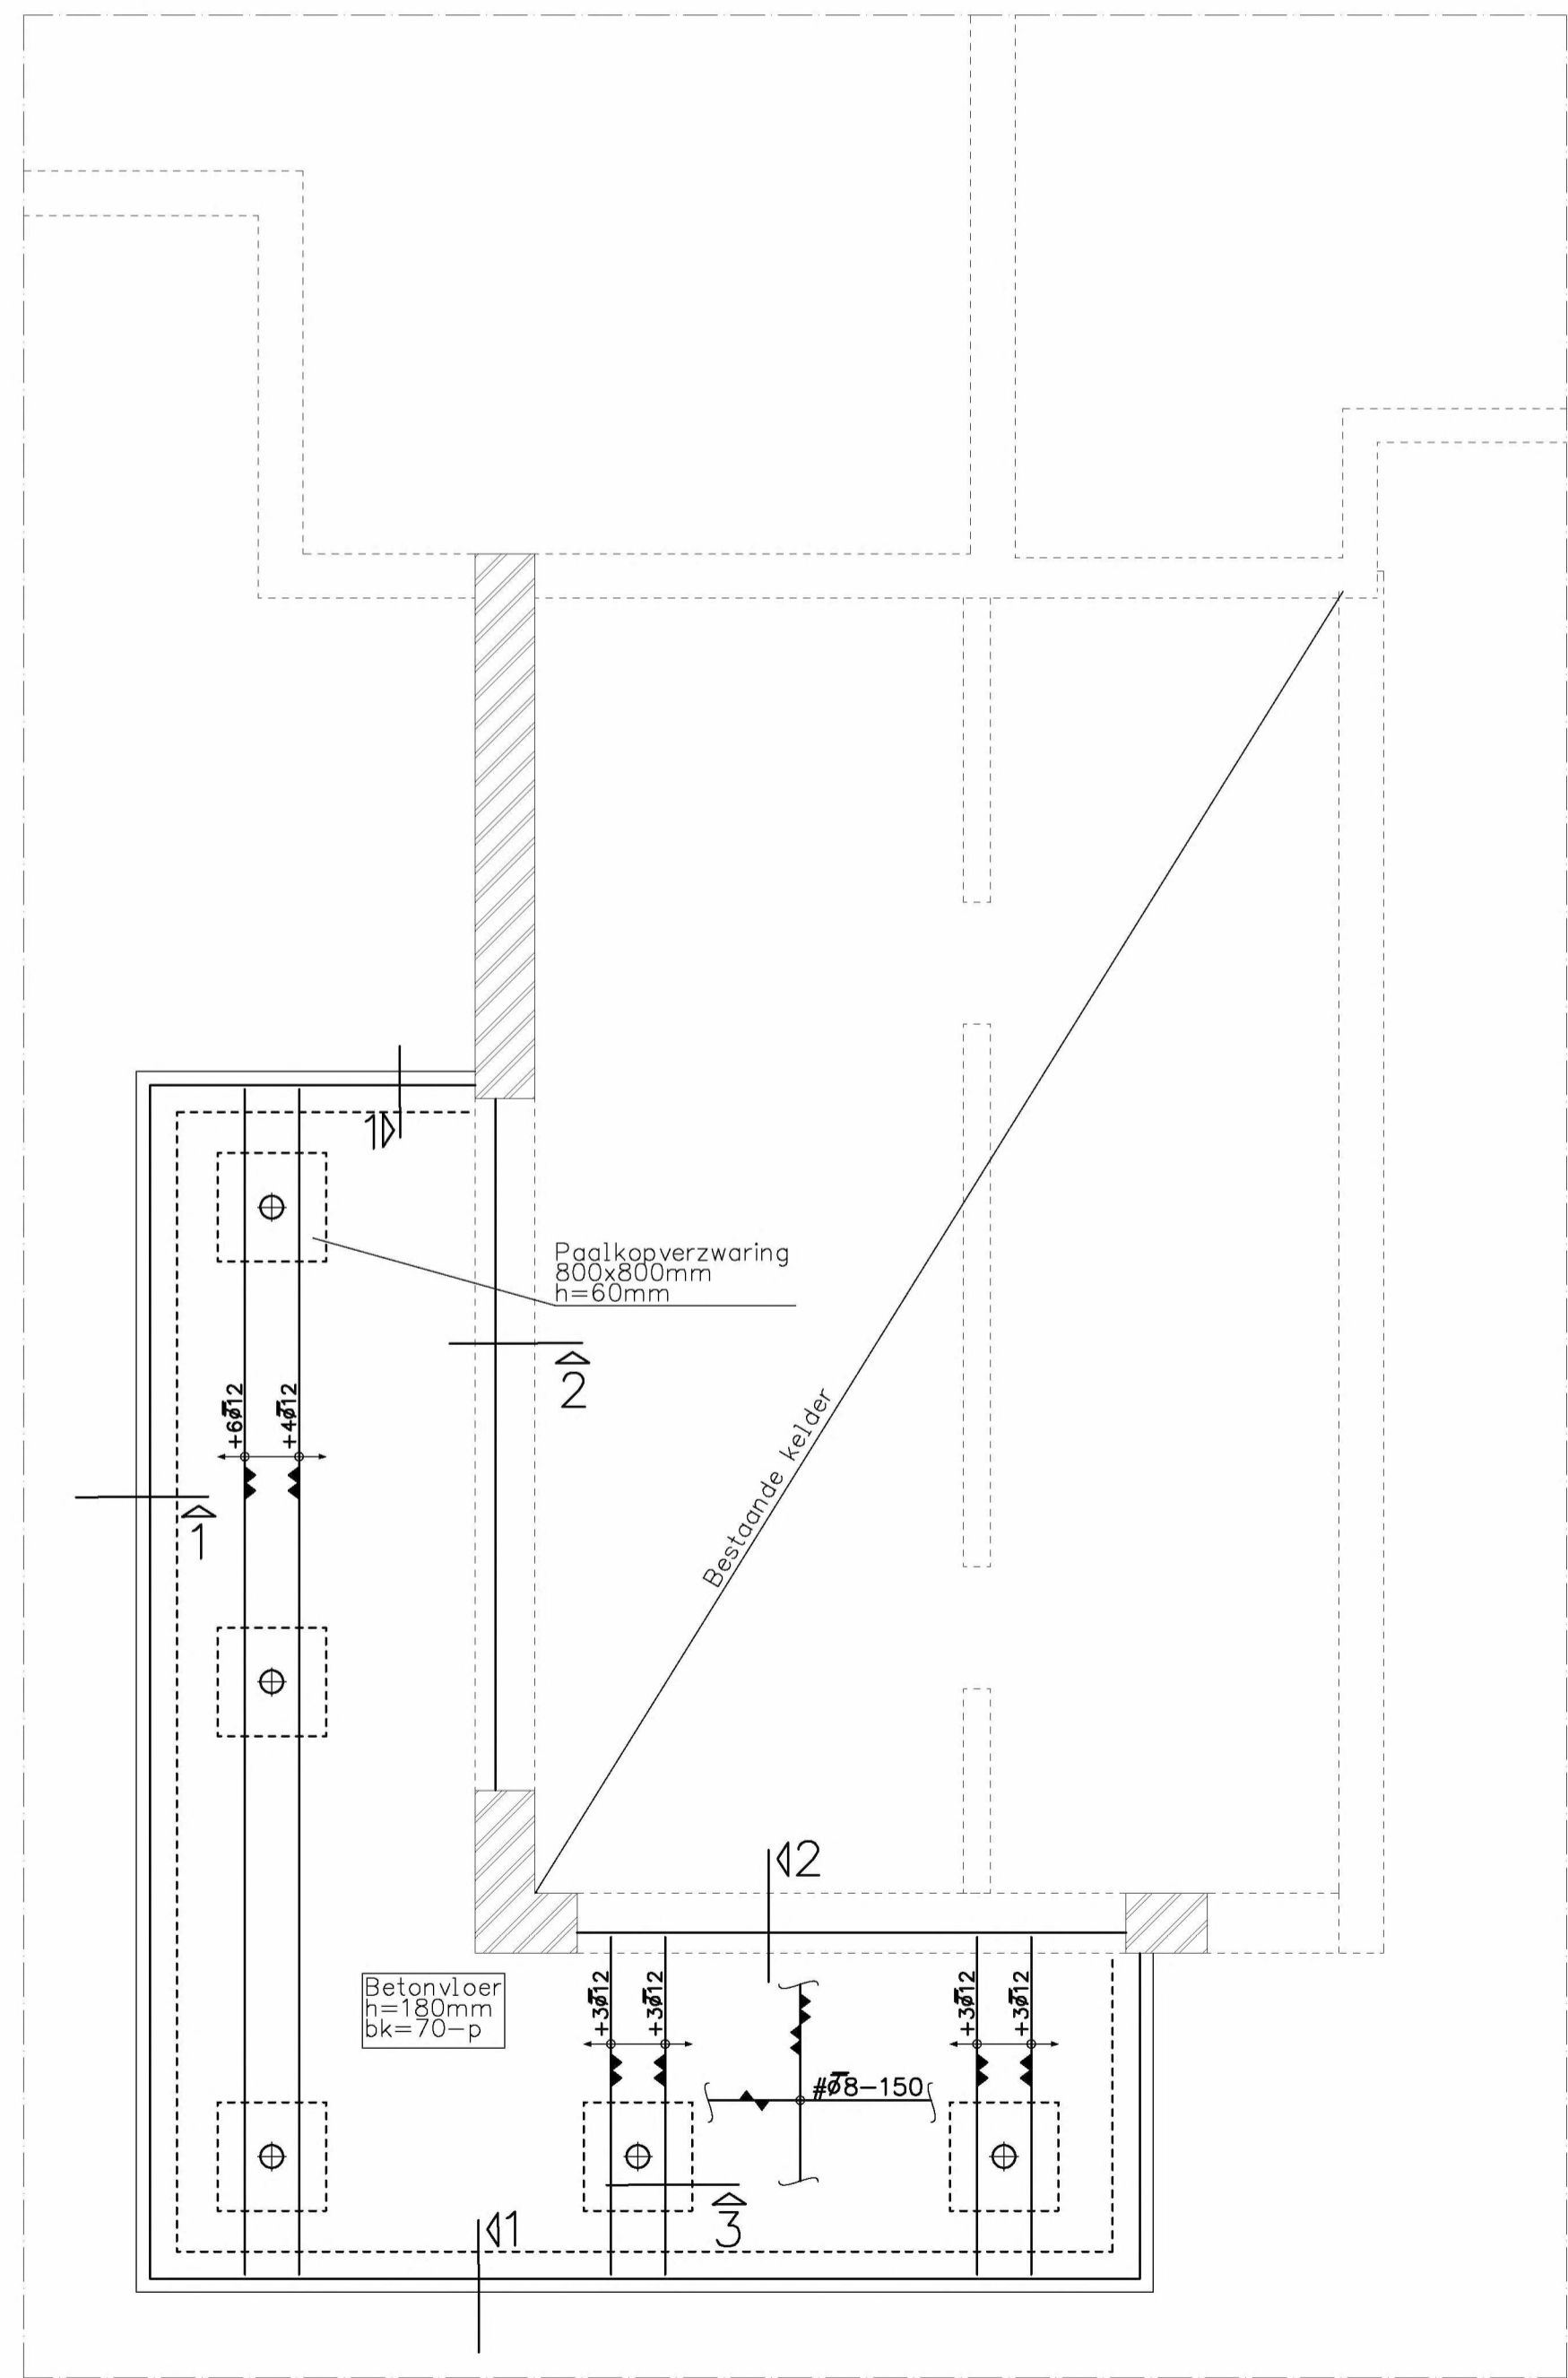 1
Paalkopverzwaring
800x800mm
h=60mm
2
+6ø12
+4ø12
1
Bestaande kelder
2
Betonvloer
h=180mm
bk=70-p
+3ø12
+3ø12
+3ø12
+3ø12
#ø8-150
1
3